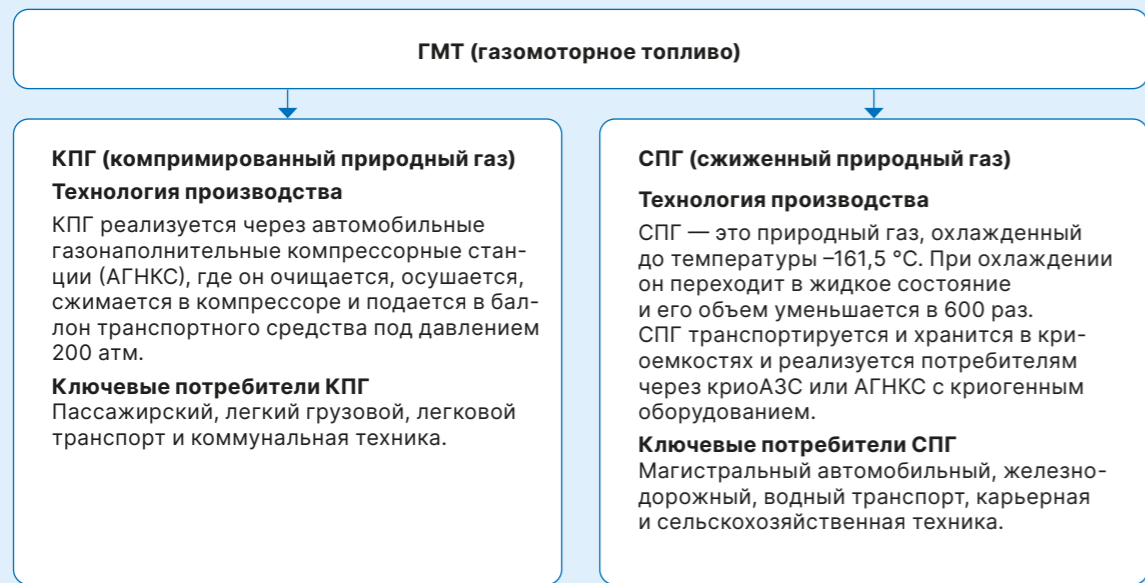 ГМТ (газомоторное топливо)
КПГ (компримированный природный газ)
Технология производства
КПГ реализуется через автомобильные
газонаполнительные компрессорные стан-
ции (АГНКС), где он очищается, осушается,
сжимается в компрессоре и подается в бал-
лон транспортного средства под давлением
200 атм.
Ключевые потребители КПГ
Пассажирский, легкий грузовой, легковой
транспорт и коммунальная техника.
СПГ (сжиженный природный газ)
Технология производства
СПГ — это природный газ, охлажденный
до температуры –161,5 °С. При охлаждении
он переходит в жидкое состояние
и его объем уменьшается в 600 раз.
СПГ транспортируется и хранится в кри-
оемкостях и реализуется потребителям
через криоАЗС или АГНКС с криогенным
оборудованием.
Ключевые потребители СПГ
Магистральный автомобильный, железно-
дорожный, водный транспорт, карьерная
и сельскохозяйственная техника.